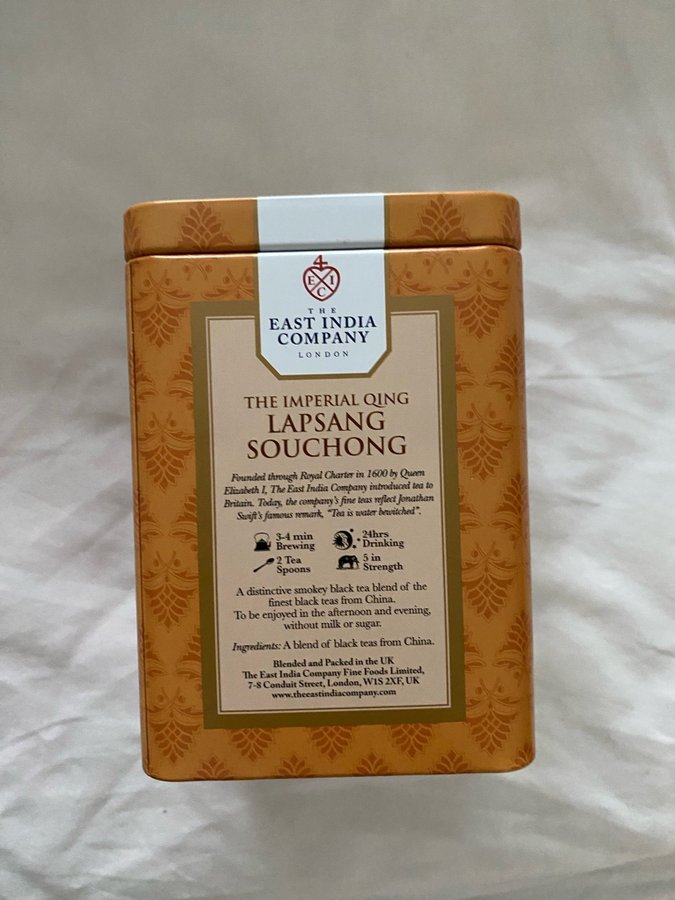 4
E I
C
THE
EAST INDIA
COMPANY
LONDON
THE IMPERIAL QING
LAPSANG
SOUCHONG
Founded through Royal Charter in 1600 by Queen
Elizabeth I, The East India Company introduced tea to
Britain. Today, the company's fine teas reflect Jonathan
Swift's famous remark, "Tea is water bewitched".
3-4 min
Brewing
24hrs
Drinking
2 Tea
Spoons
5 in
Strength
A distinctive smokey black tea blend of the
finest black teas from China.
To be enjoyed in the afternoon and evening,
without milk or sugar.
Ingredients: A blend of black teas from China.
Blended and Packed in the UK
The East India Company Fine Foods Limited,
7-8 Conduit Street, London, W1S 2XF, UK
www.theeastindiacompany.com